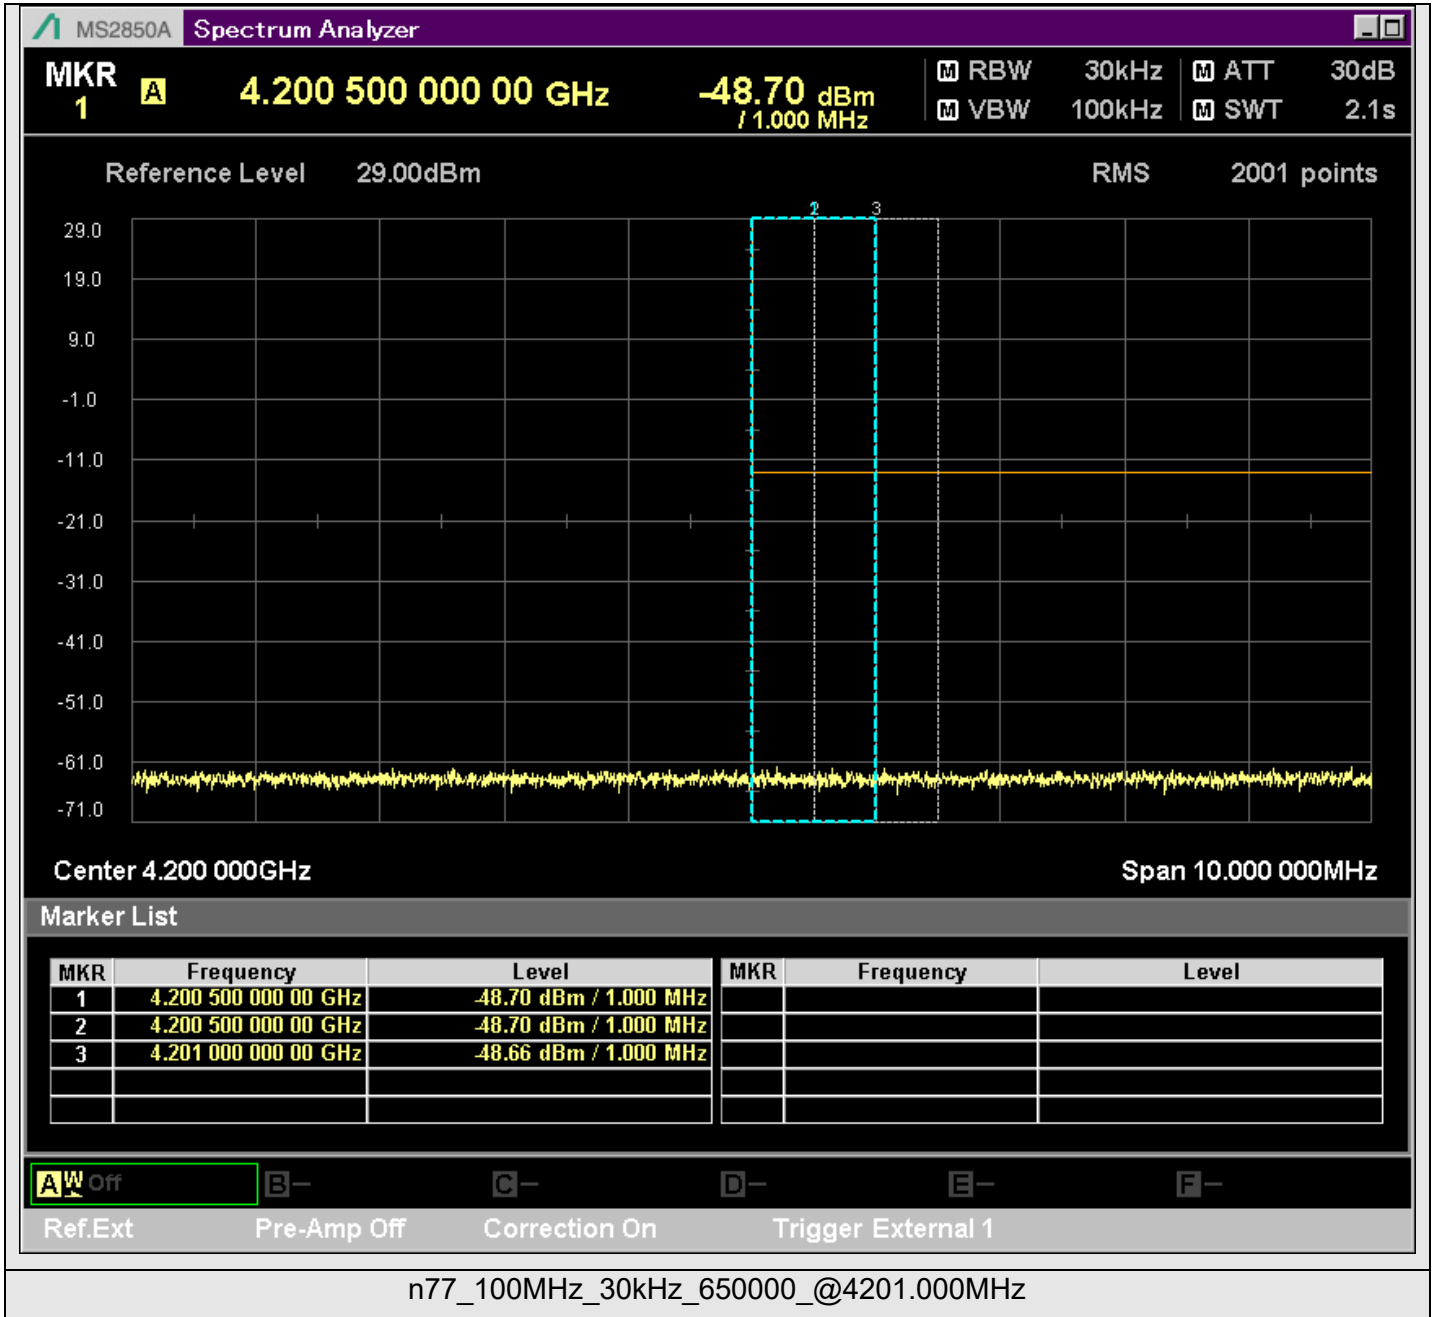 MS2850A Spectrum Analyzer
MKR 1 A 4.200 500 000 00 GHz -48.70 dBm / 1.000 MHz
M RBW 30kHz M ATT 30dB
M VBW 100kHz M SWT 2.1s
Reference Level 29.00dBm RMS 2001 points
2 3
29.0
19.0
9.0
-1.0
-11.0
-21.0
-31.0
-41.0
-51.0
-61.0
-71.0
Center 4.200 000GHz Span 10.000 000MHz
Marker List
MKR Frequency Level MKR Frequency Level
1 4.200 500 000 00 GHz -48.70 dBm / 1.000 MHz
2 4.200 500 000 00 GHz -48.70 dBm / 1.000 MHz
3 4.201 000 000 00 GHz -48.66 dBm / 1.000 MHz
A W Off B - C - D - E - F -
Ref.Ext Pre-Amp Off Correction On Trigger External 1
n77_100MHz_30kHz_650000_@4201.000MHz